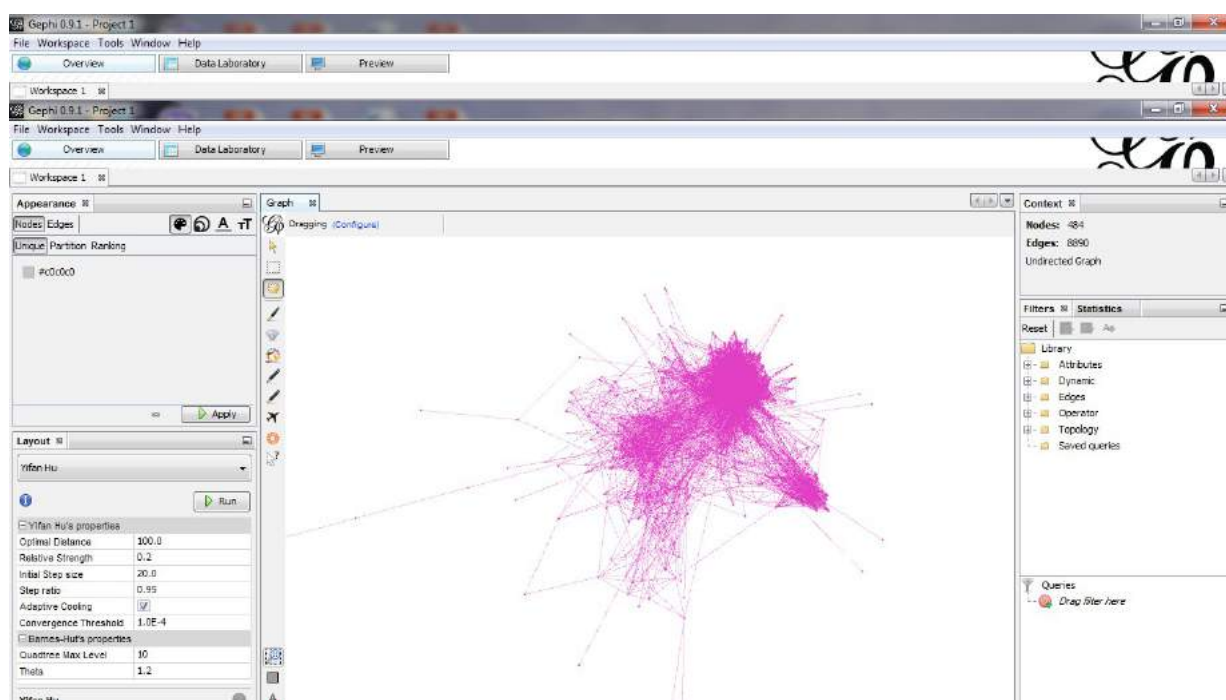 Gephi 0.9.1 - Project 1
File Workspace Tools Window Help
Overview Data Laboratory Preview
Workspace 1
Gephi 0.9.1 - Project 1
File Workspace Tools Window Help
Overview Data Laboratory Preview
Workspace 1
Appearance
Nodes Edges
Unique Partition Ranking
#c0c0c0
Apply
Layout
Yifan Hu
Run
Yifan Hu's properties
Optimal Distance 100.0
Relative Strength 0.2
Initial Step size 20.0
Step ratio 0.95
Adaptive Cooling
Convergence Threshold 1.0E-4
Barnes-Hut's properties
Quadtree Max Level 10
Theta 1.2
Yifan Hu
Graph
Dragging (Configure)
Context
Nodes: 484
Edges: 8890
Undirected Graph
Filters Statistics
Reset
Library
Attributes
Dynamic
Edges
Operator
Topology
Saved queries
Queries
Drag filter here